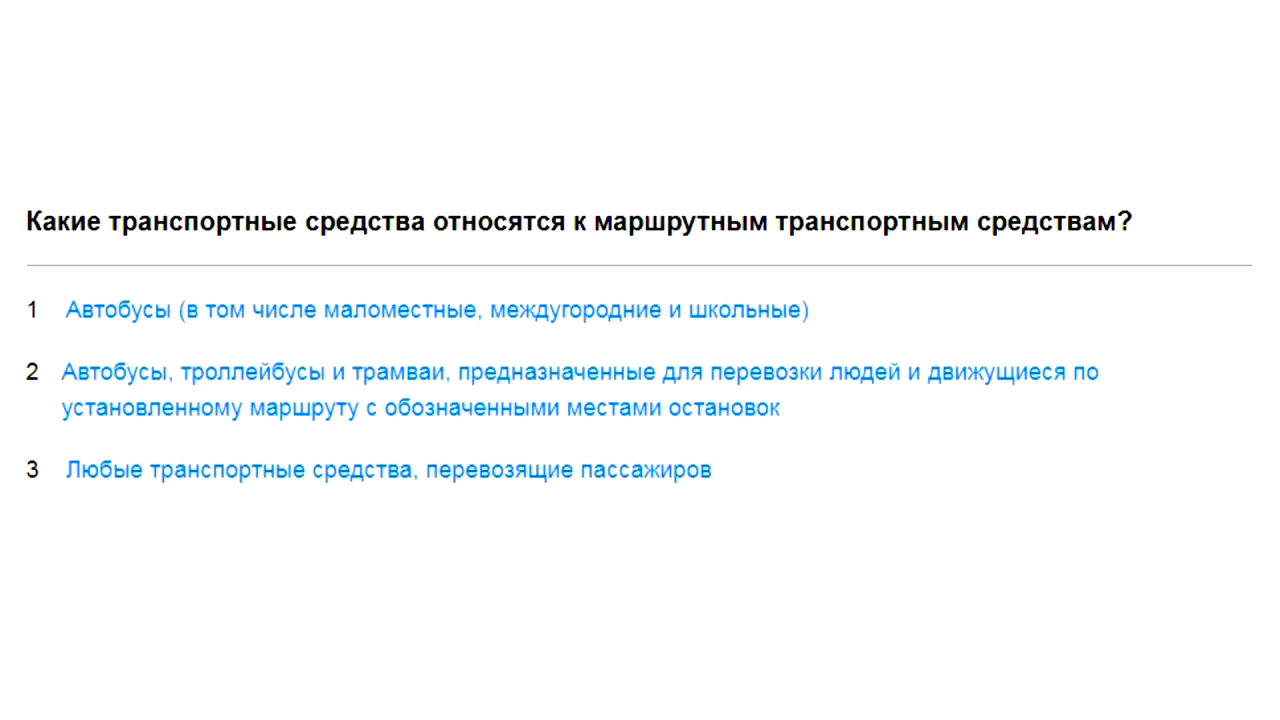 Какие транспортные средства относятся к маршрутным транспортным средствам?
1 Автобусы (в том числе маломестные, междугородние и школьные)
2 Автобусы, троллейбусы и трамваи, предназначенные для перевозки людей и движущиеся по
установленному маршруту с обозначенными местами остановок
3 Любые транспортные средства, перевозящие пассажиров